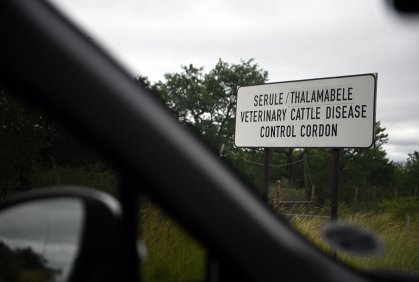 SERULE / THALAMABELE
VETERINARY CATTLE DISEASE
CONTROL CORDON